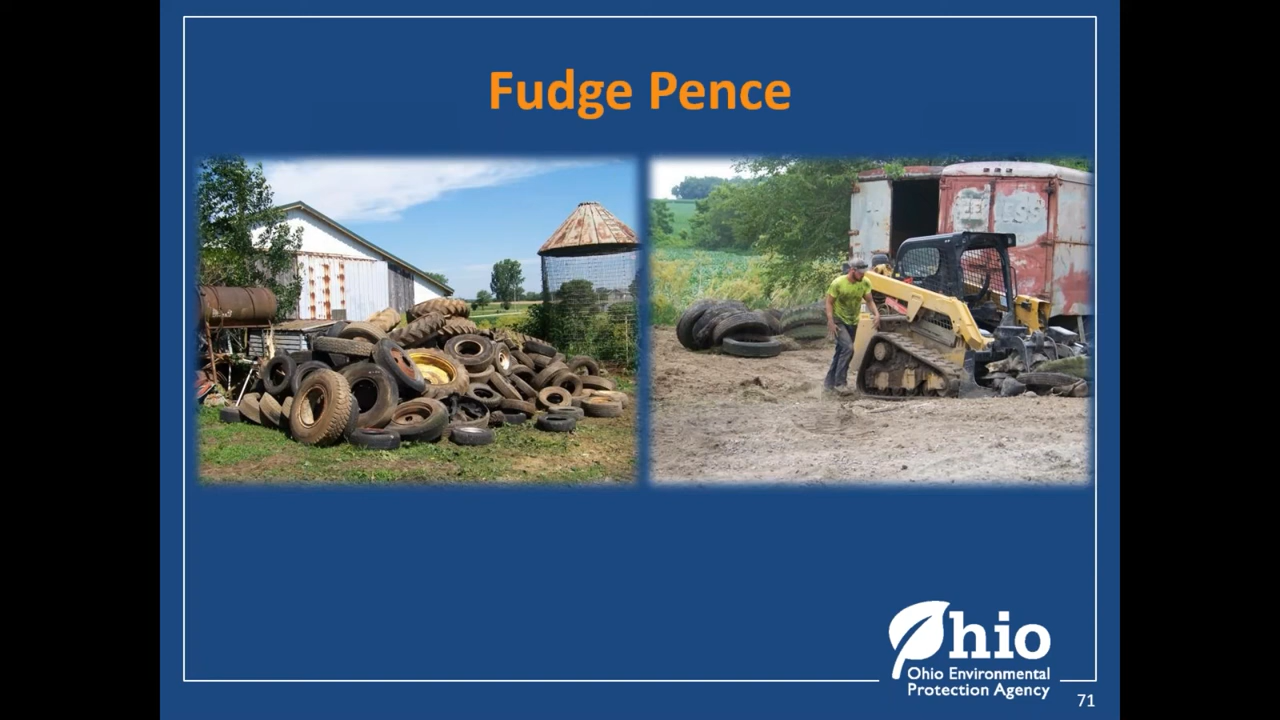 Fudge Pence
Ohio
Ohio Environmental
Protection Agency
71